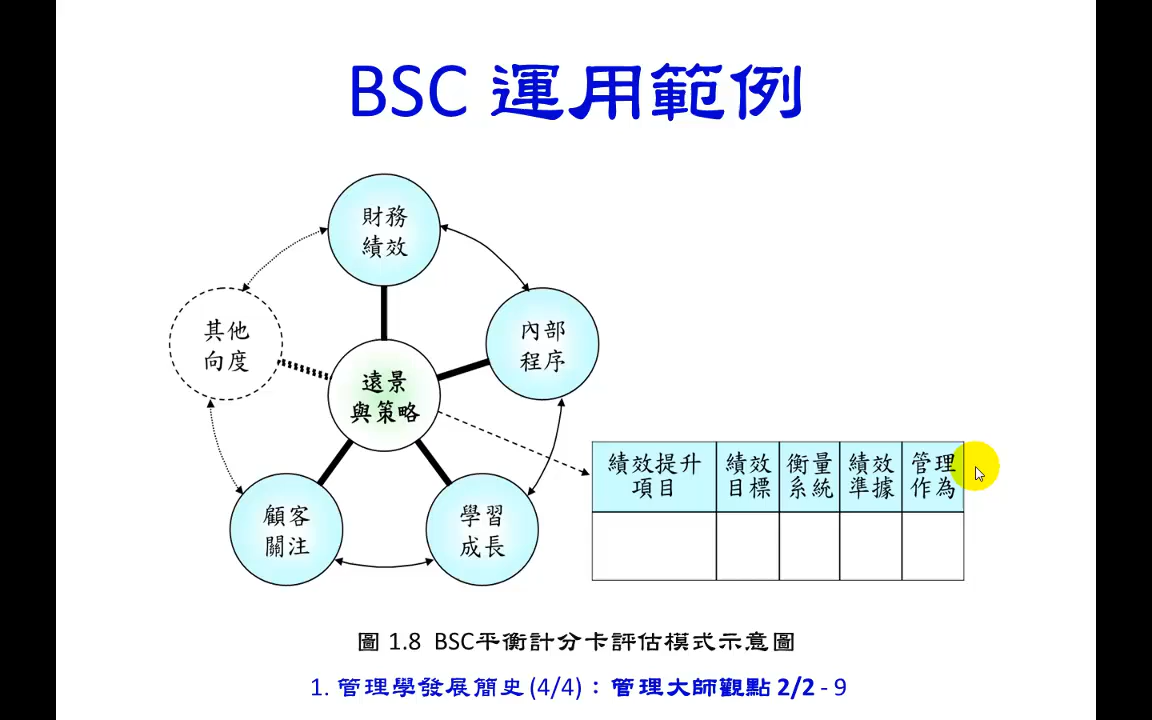 BSC 運用範例
財務
績效
其他
向度
內部
程序
遠景
與策略
顧客
關注
學習
成長
績效提升
項目
績效
目標
衡量
系統
績效
準據
管理
作為
圖 1.8 BSC平衡計分卡評估模式示意圖
1. 管理學發展簡史 (4/4)：管理大師觀點 2/2 - 9